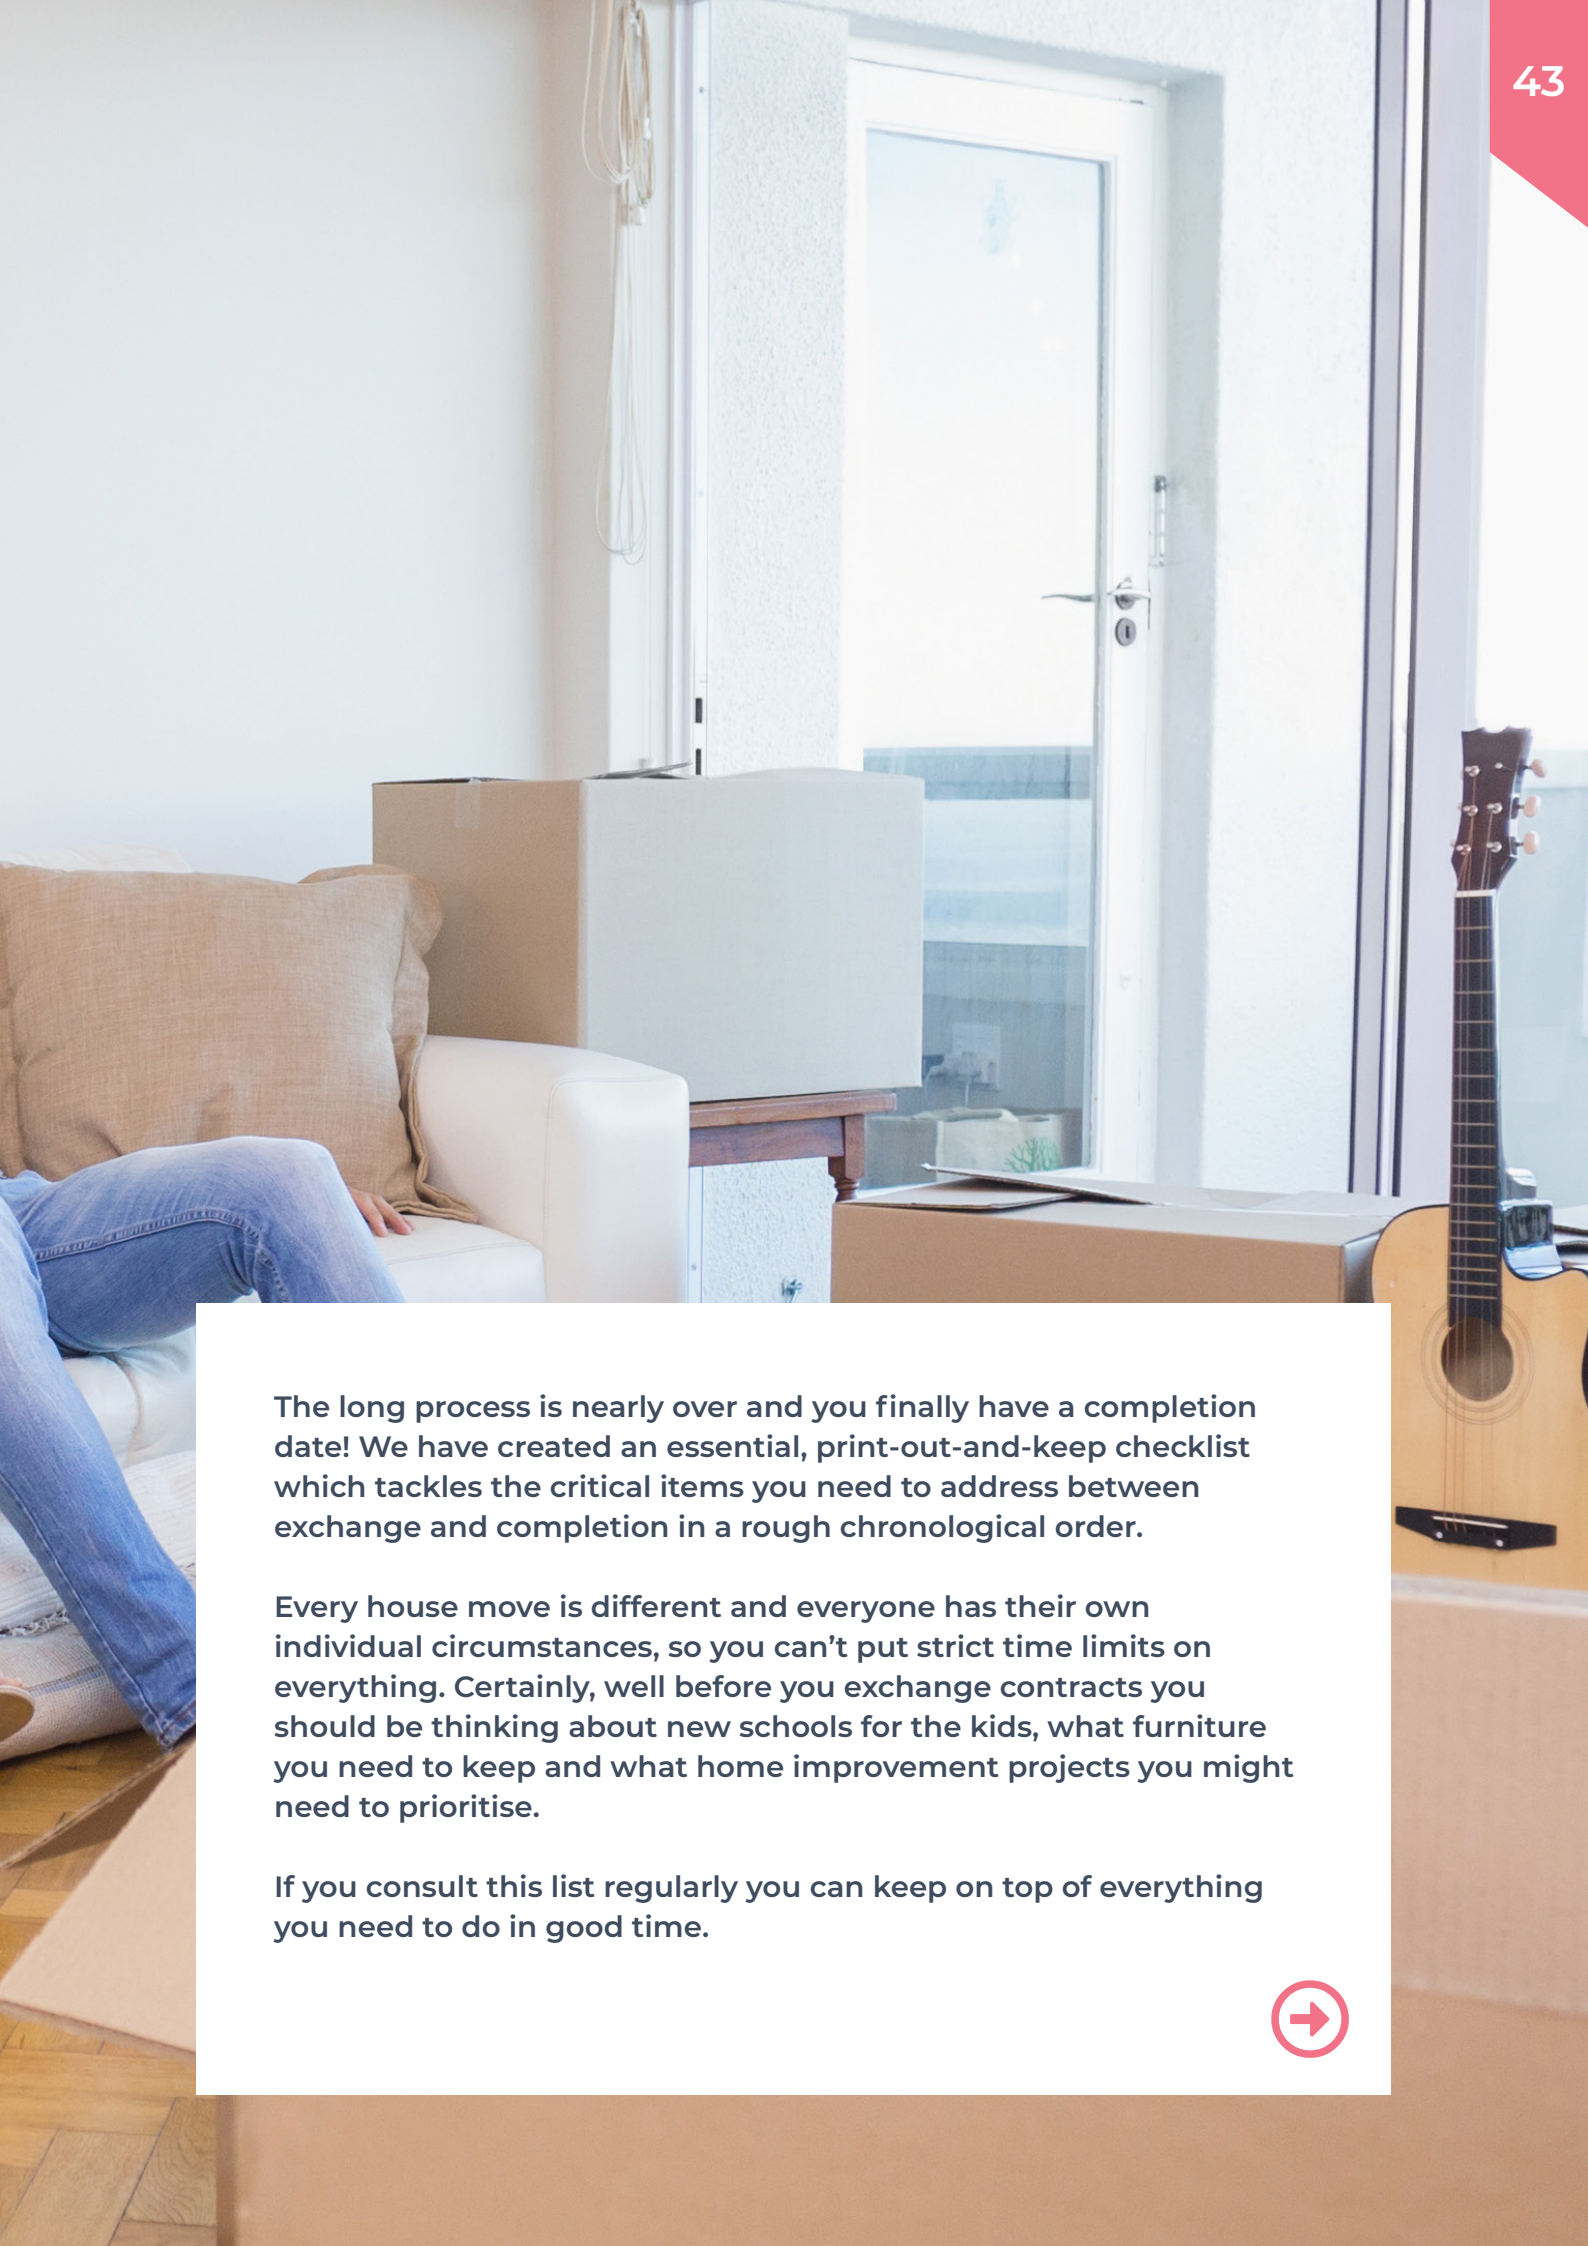 43
The long process is nearly over and you finally have a completion
date! We have created an essential, print-out-and-keep checklist
which tackles the critical items you need to address between
exchange and completion in a rough chronological order.
Every house move is different and everyone has their own
individual circumstances, so you can’t put strict time limits on
everything. Certainly, well before you exchange contracts you
should be thinking about new schools for the kids, what furniture
you need to keep and what home improvement projects you might
need to prioritise.
If you consult this list regularly you can keep on top of everything
you need to do in good time.